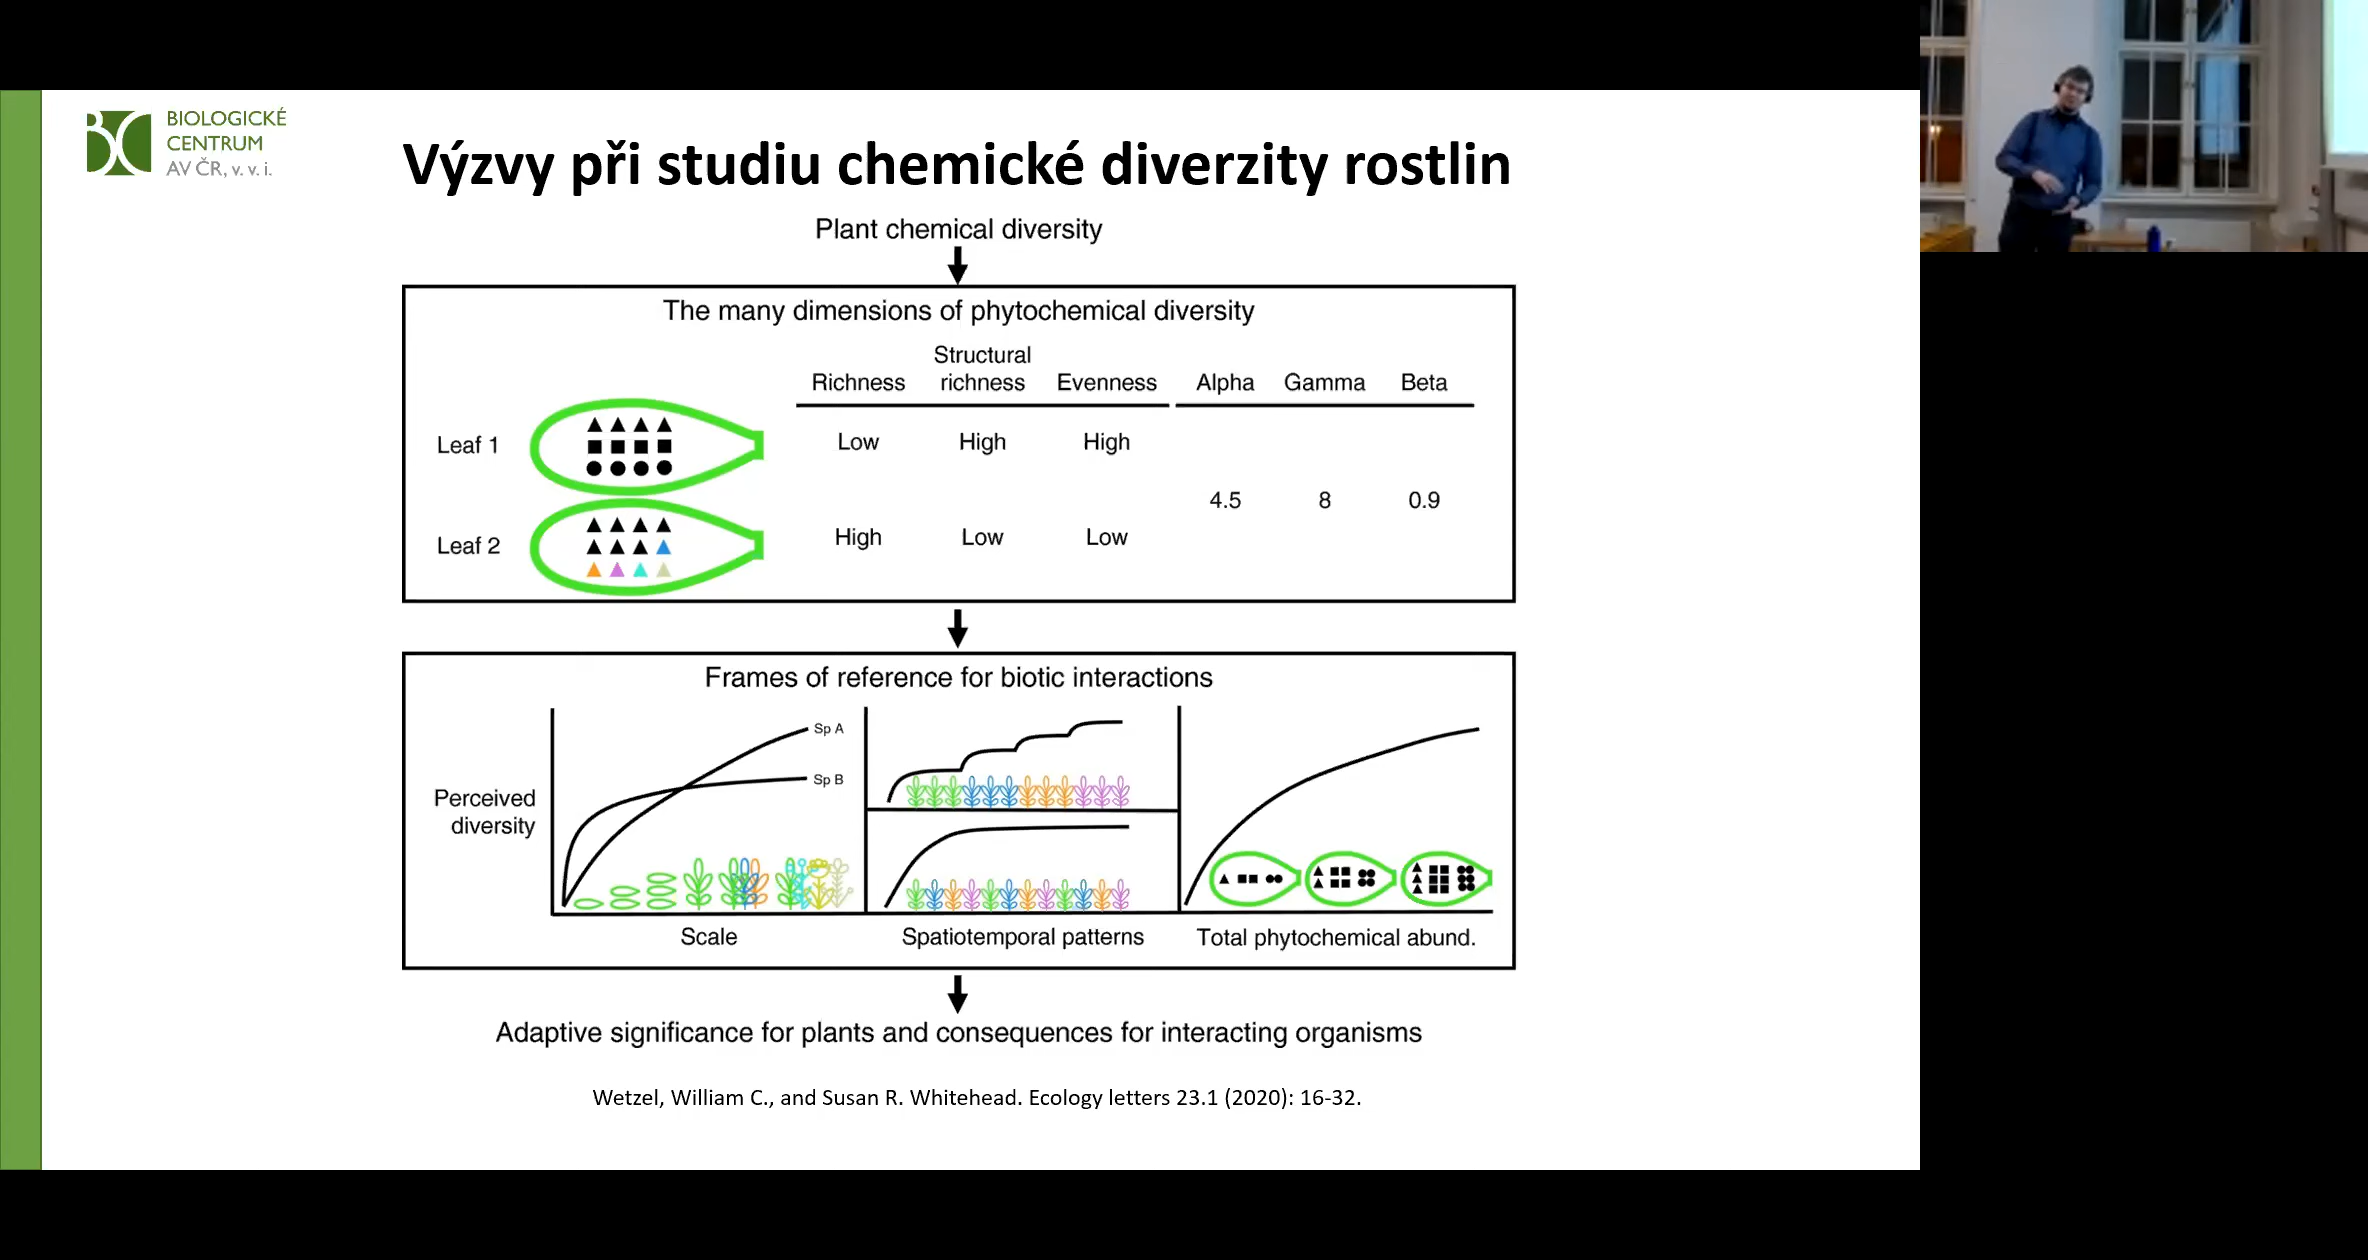 BIOLOGICKÉ
CENTRUM
AV ČR, v. v. i.
Výzvy při studiu chemické diverzity rostlin
Plant chemical diversity
The many dimensions of phytochemical diversity
Richness Structural richness Evenness Alpha Gamma Beta
Leaf 1 Low High High
4.5 8 0.9
Leaf 2 High Low Low
Frames of reference for biotic interactions
Sp A
Sp B
Perceived
diversity
Scale Spatiotemporal patterns Total phytochemical abund.
Adaptive significance for plants and consequences for interacting organisms
Wetzel, William C., and Susan R. Whitehead. Ecology letters 23.1 (2020): 16-32.